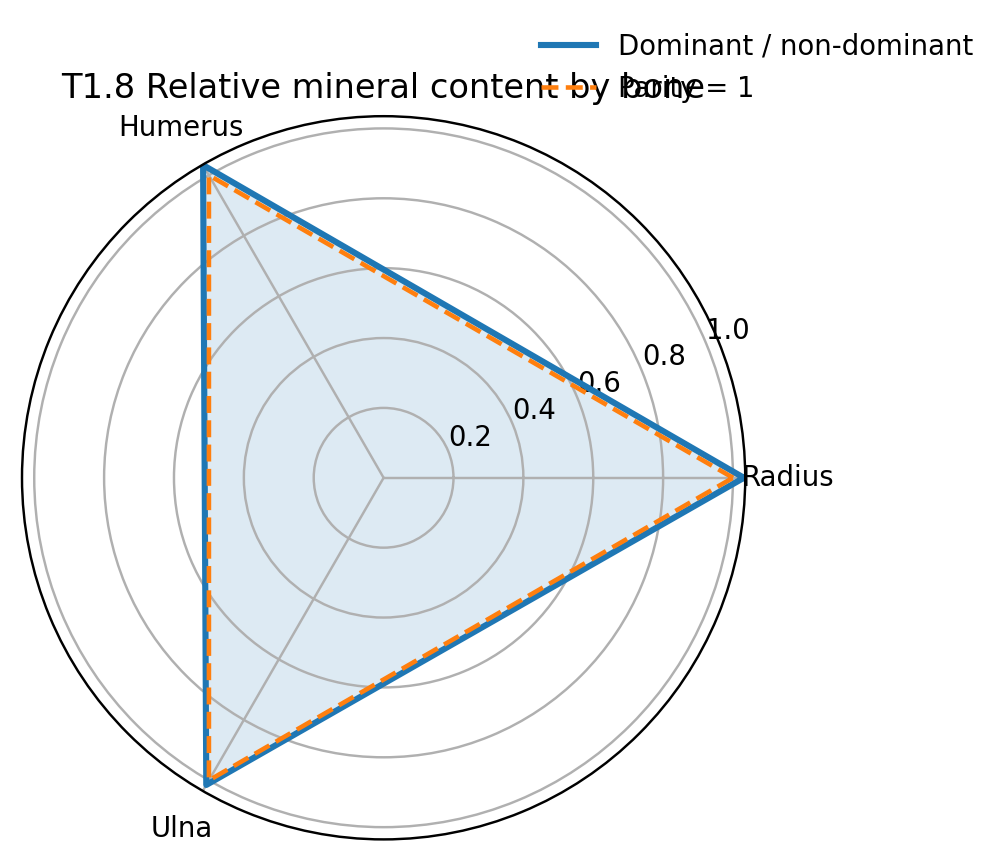 Dominant / non-dominant
Parity = 1
T1.8 Relative mineral content by bone
Humerus
1.0
0.8
0.6
0.4
0.2
Radius
Ulna